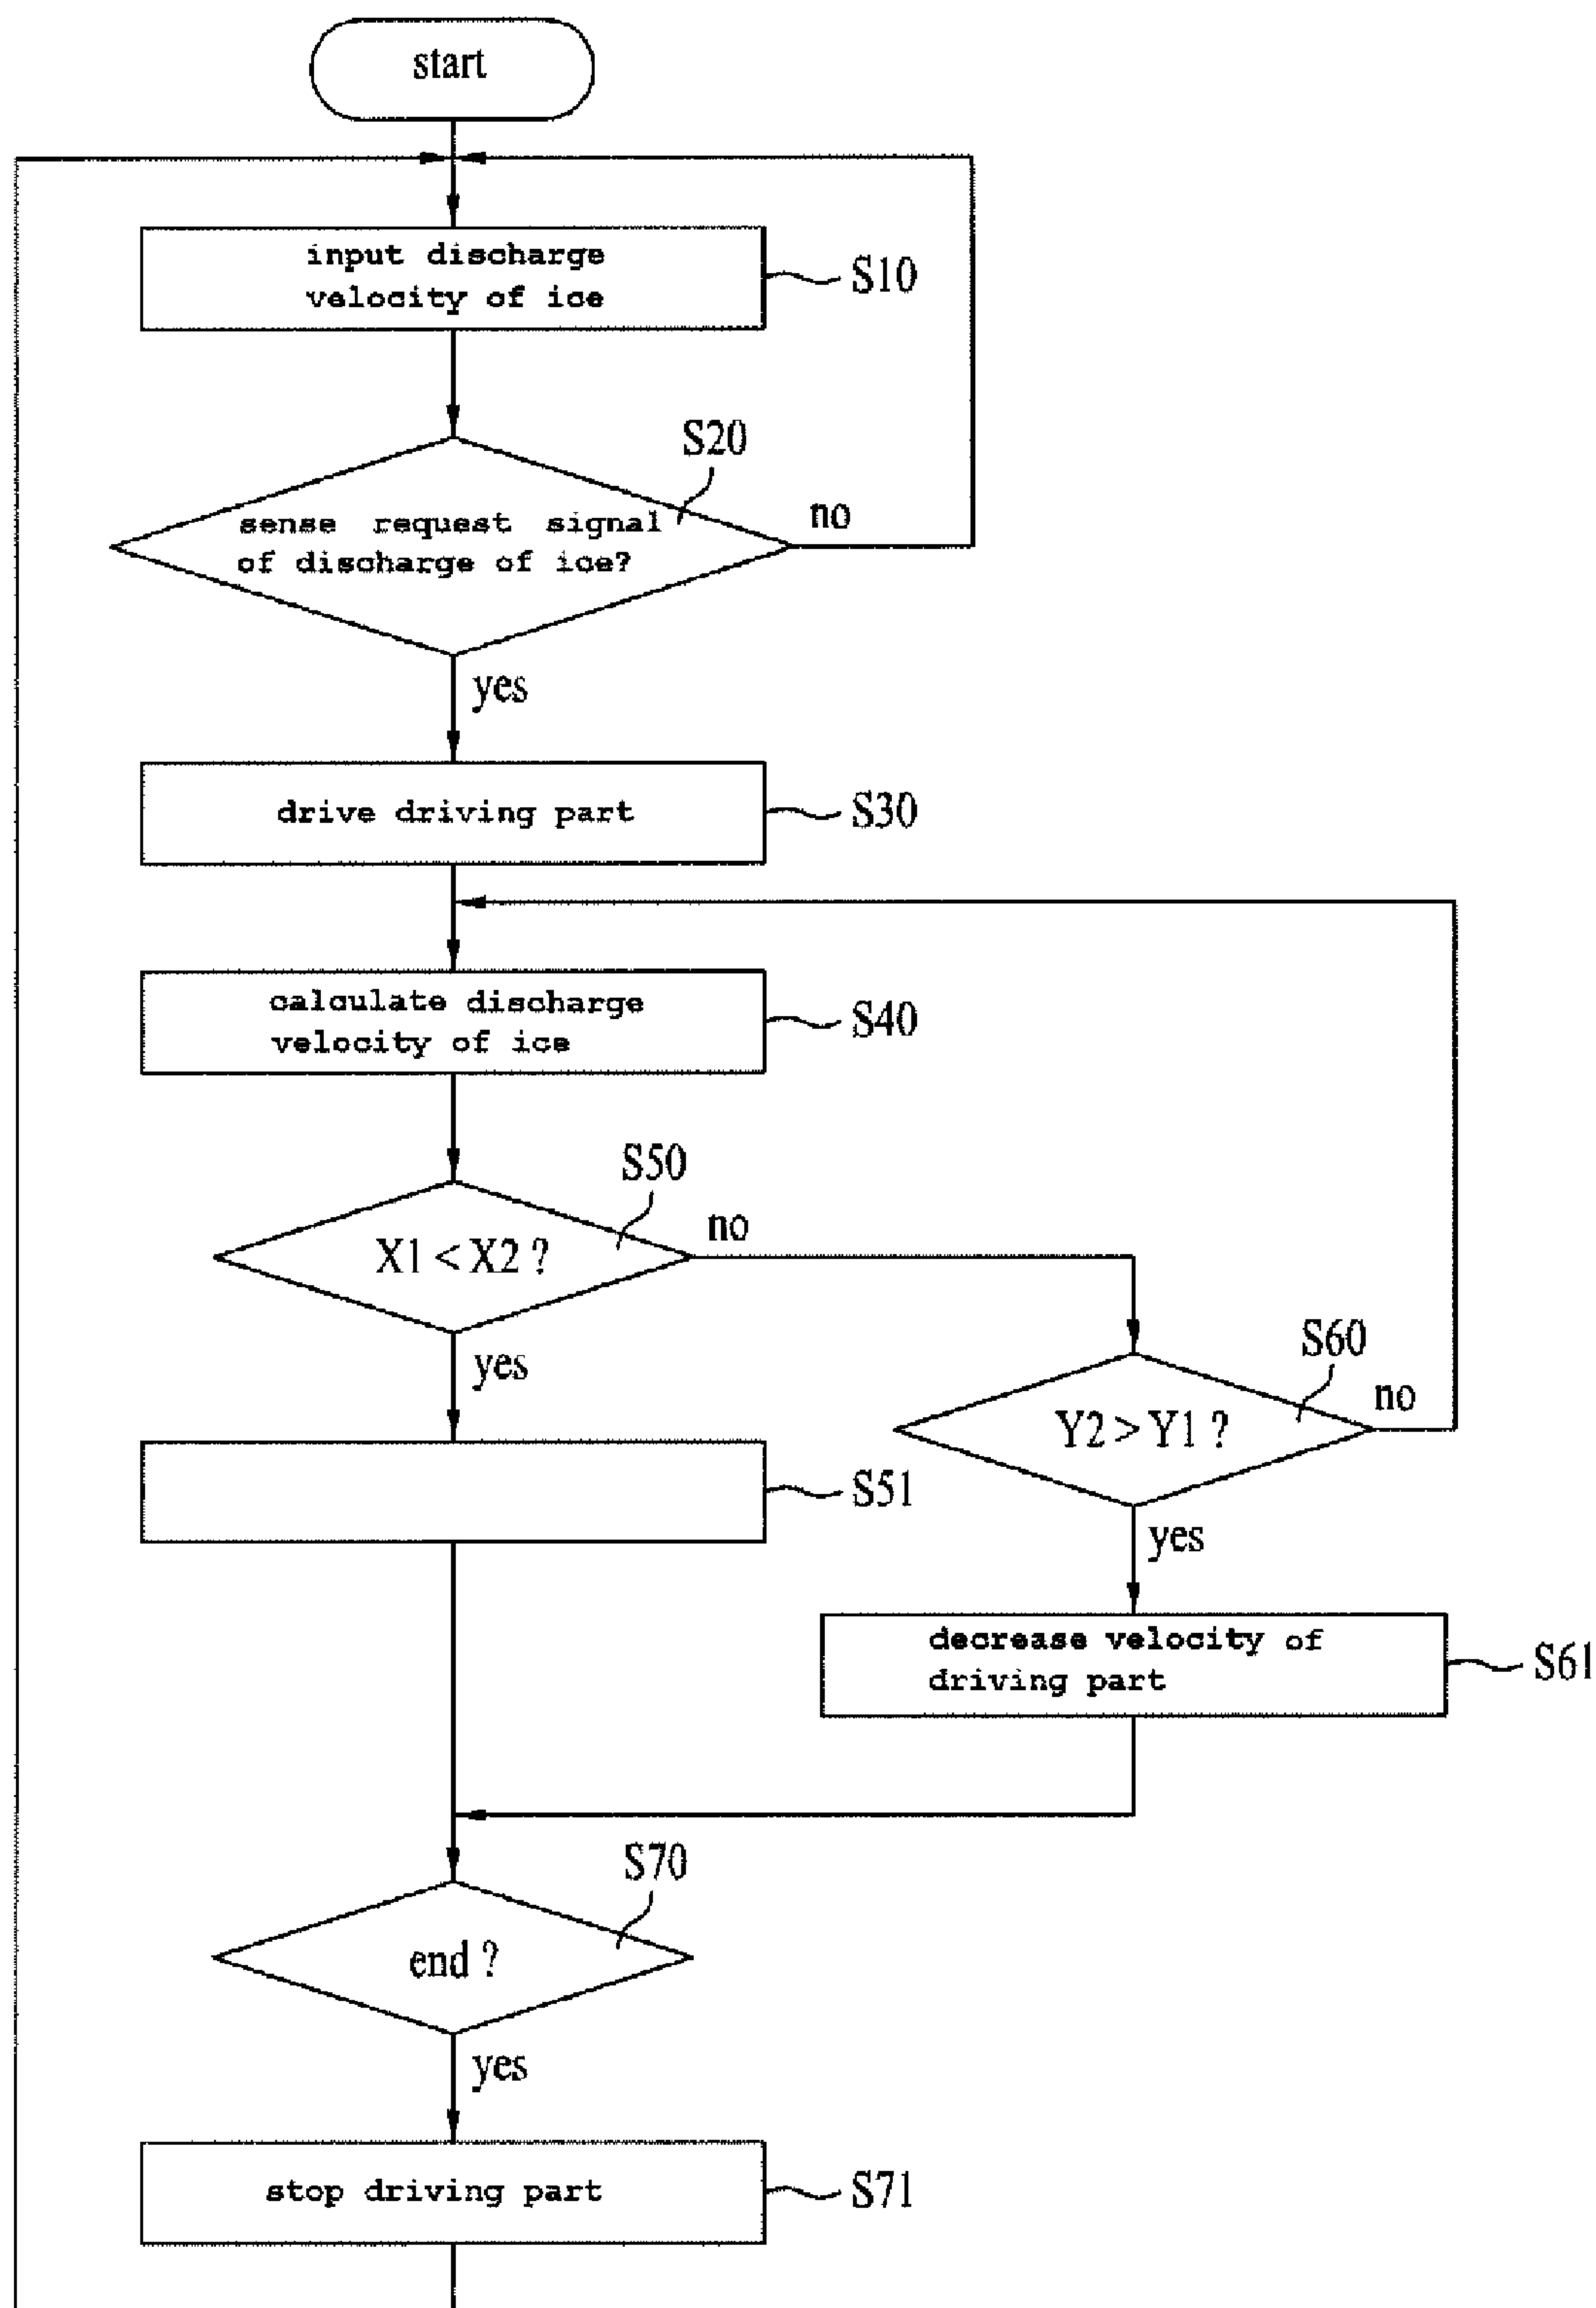 start
input discharge
velocity of ice
S10
S20
sense request signal
of discharge of ice?
no
yes
drive driving part
S30
calculate discharge
velocity of ice
S40
S50
X1 < X2 ?
no
yes
S60
Y2 > Y1 ?
no
S51
yes
decrease velocity of
driving part
S61
S70
end ?
yes
stop driving part
S71